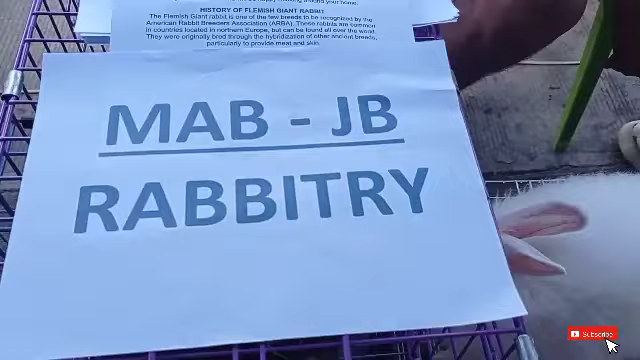 HISTORY OF FLEMISH GIANT RABBIT
The Flemish Giant rabbit is one of the few breeds to be recognized by the
American Rabbit Breeders Association (ARBA). These rabbits are common
in countries located in northern Europe, but can be found all over the world.
They were originally bred through the hybridization of other ancient breeds,
particularly to provide meat and skin.
MAB - JB
RABBITRY
Subscribe